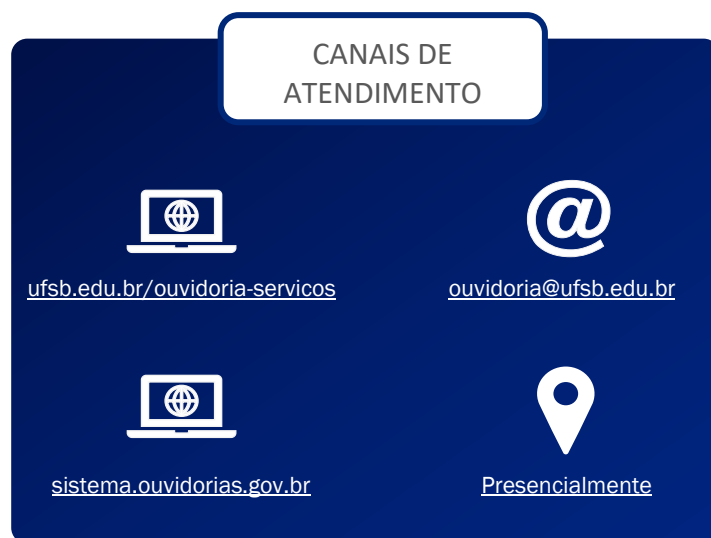 CANAIS DE
ATENDIMENTO
ufsb.edu.br/ouvidoria-servicos
ouvidoria@ufsb.edu.br
sistema.ouvidorias.gov.br
Presencialmente